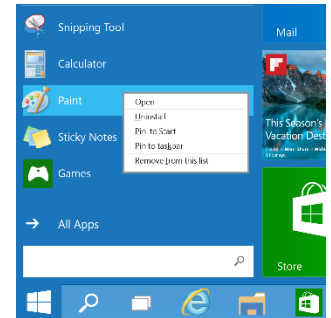 Snipping Tool
Calculator
Paint
Sticky Notes
Games
All Apps
Open
Uninstall
Pin to Start
Pin to taskbar
Remove from this list
Mail
This Season's
Vacation Dest
Store